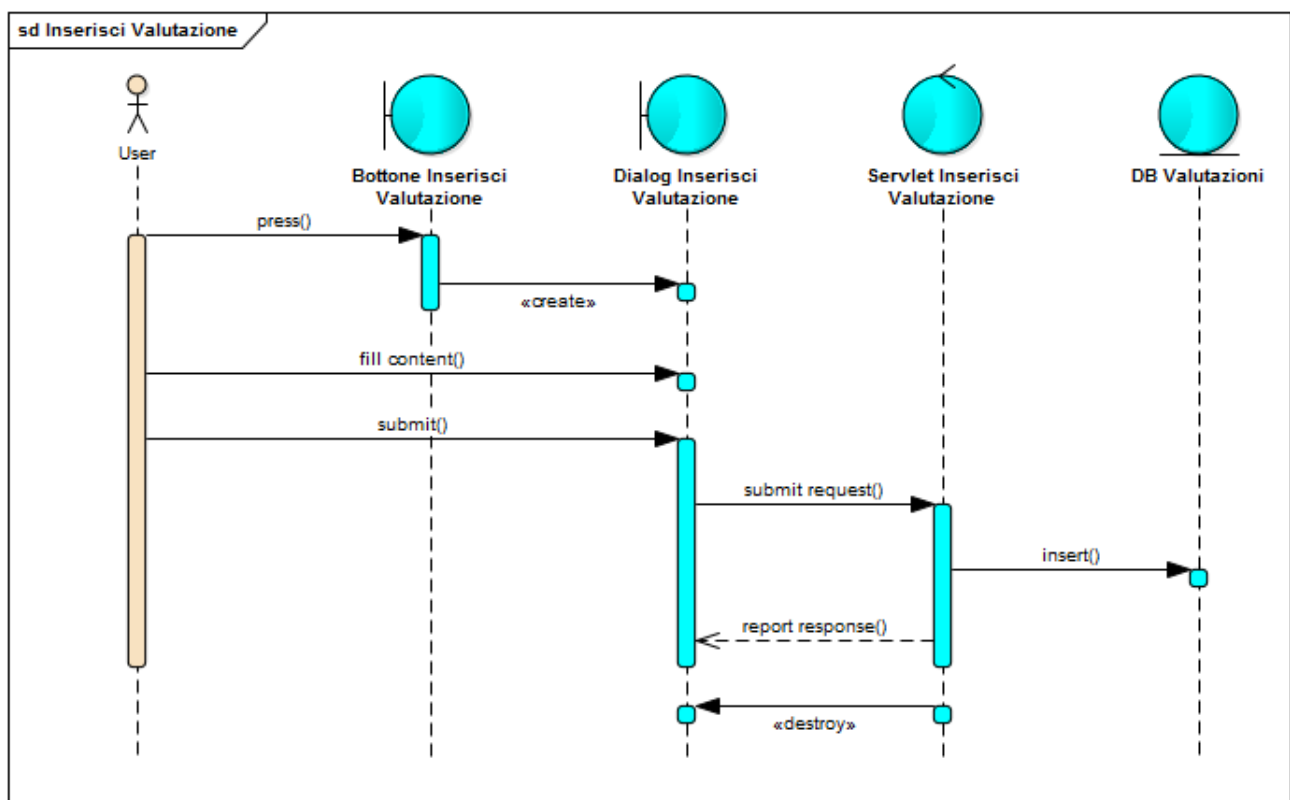 sd Inserisci Valutazione
User
Bottone Inserisci
Valutazione
Dialog Inserisci
Valutazione
Servlet Inserisci
Valutazione
DB Valutazioni
press()
«create»
fill content()
submit()
submit request()
insert()
report response()
«destroy»